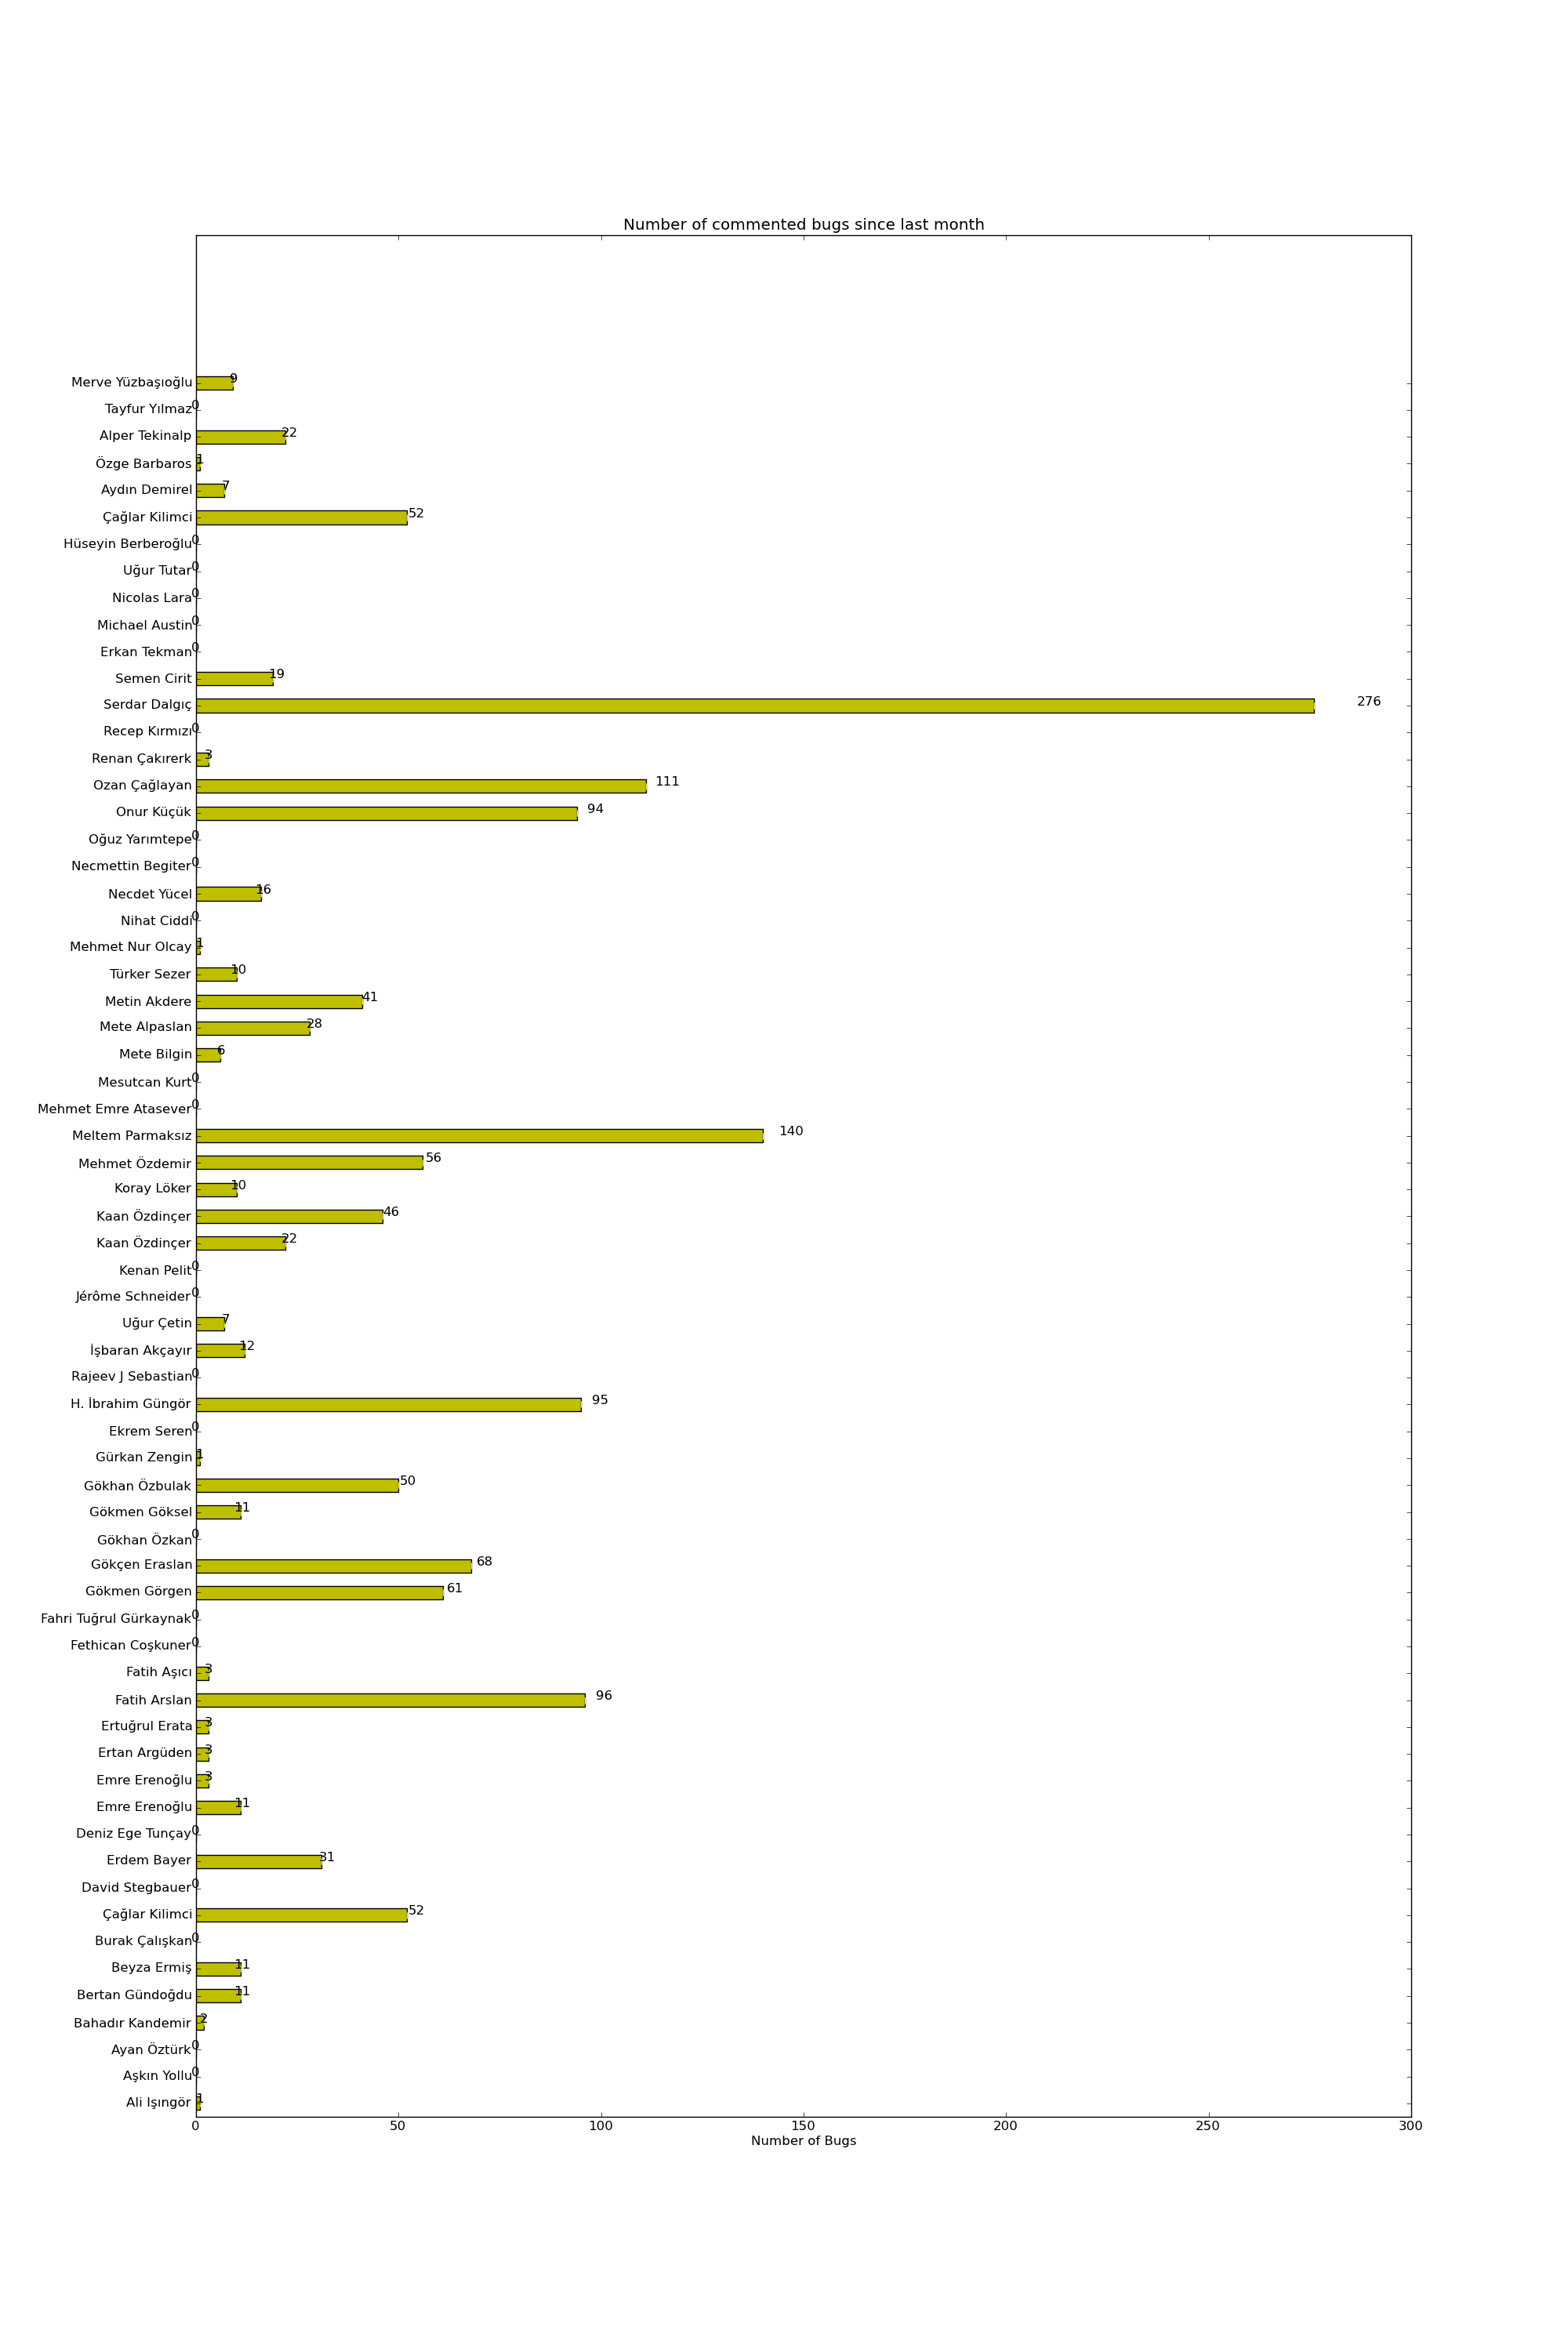 Number of commented bugs since last month
Merve Yüzbaşıoğlu 9
Tayfur Yılmaz 0
Alper Tekinalp 22
Özge Barbaros 1
Aydın Demirel 7
Çağlar Kilimci 52
Hüseyin Berberoğlu 0
Uğur Tutar 0
Nicolas Lara 0
Michael Austin 0
Erkan Tekman 0
Semen Cirit 19
Serdar Dalgıç 276
Recep Kırmızı 0
Renan Çakırerk 3
Ozan Çağlayan 111
Onur Küçük 94
Oğuz Yarımtepe 0
Necmettin Begiter 0
Necdet Yücel 16
Nihat Ciddi 0
Mehmet Nur Olcay 1
Türker Sezer 10
Metin Akdere 41
Mete Alpaslan 28
Mete Bilgin 6
Mesutcan Kurt 0
Mehmet Emre Atasever 0
Meltem Parmaksız 140
Mehmet Özdemir 56
Koray Löker 10
Kaan Özdinçer 46
Kaan Özdinçer 22
Kenan Pelit 0
Jérôme Schneider 0
Uğur Çetin 7
İşbaran Akçayır 12
Rajeev J Sebastian 0
H. İbrahim Güngör 95
Ekrem Seren 0
Gürkan Zengin 1
Gökhan Özbulak 50
Gökmen Göksel 11
Gökhan Özkan 0
Gökçen Eraslan 68
Gökmen Görgen 61
Fahri Tuğrul Gürkaynak 0
Fethican Coşkuner 0
Fatih Aşıcı 3
Fatih Arslan 96
Ertuğrul Erata 3
Ertan Argüden 3
Emre Erenoğlu 3
Emre Erenoğlu 11
Deniz Ege Tunçay 0
Erdem Bayer 31
David Stegbauer 0
Çağlar Kilimci 52
Burak Çalışkan 0
Beyza Ermiş 11
Bertan Gündoğdu 11
Bahadır Kandemir 2
Ayan Öztürk 0
Aşkın Yollu 0
Ali Işıngör 1
0 50 100 150 200 250 300
Number of Bugs